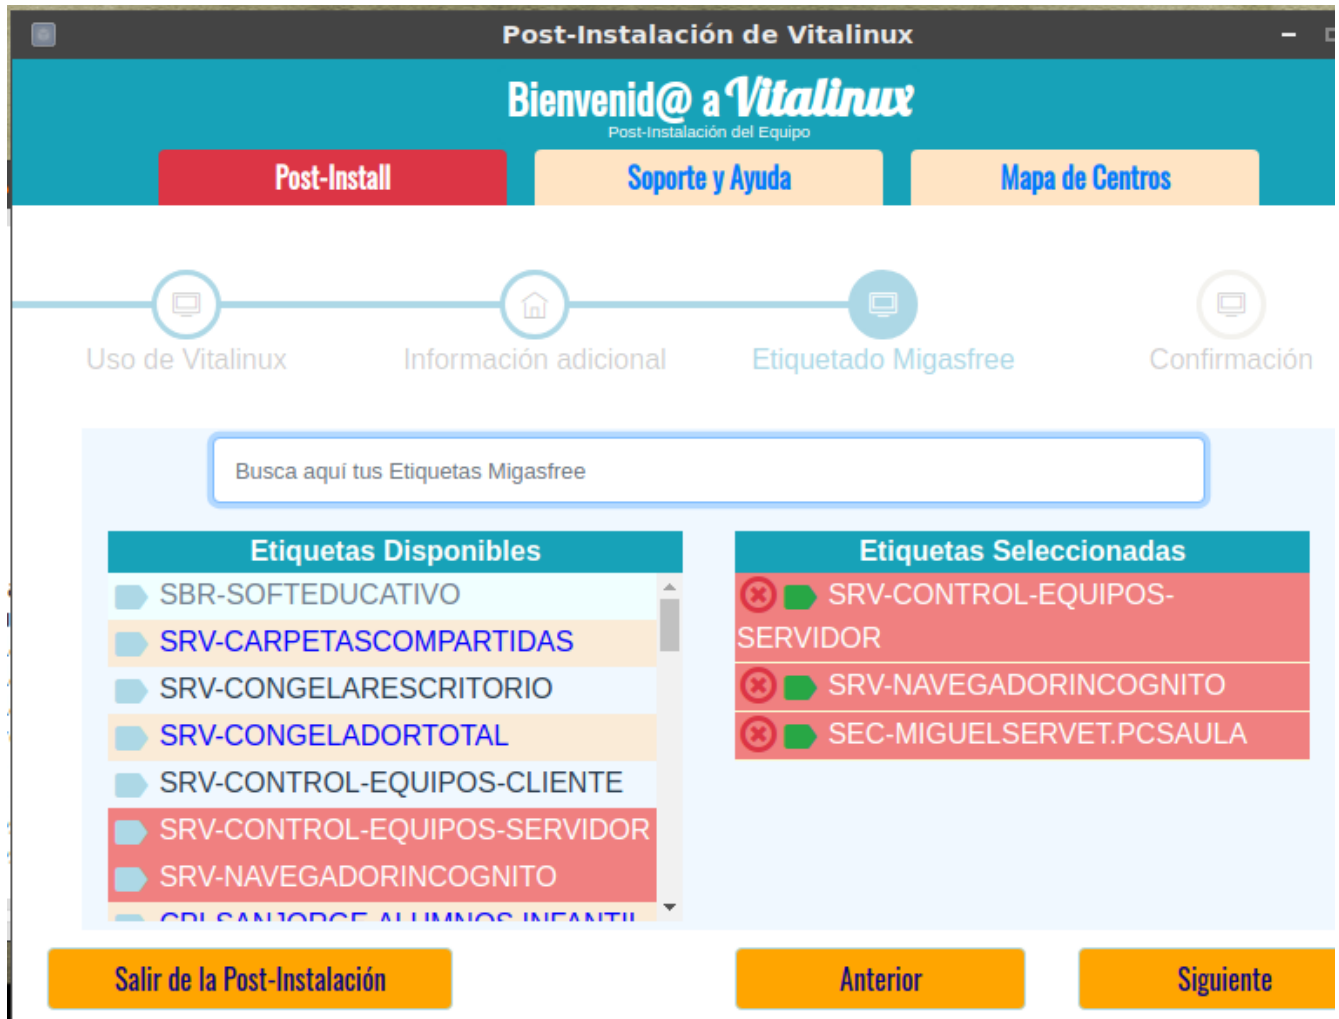 Post-Instalación de Vitalinux
Bienvenid@ a Vitalinux
Post-Instalación del Equipo
Post-Install
Soporte y Ayuda
Mapa de Centros
Uso de Vitalinux
Información adicional
Etiquetado Migasfree
Confirmación
Busca aquí tus Etiquetas Migasfree
Etiquetas Disponibles
SBR-SOFTEDUCATIVO
SRV-CARPETASCOMPARTIDAS
SRV-CONGELARESCRITORIO
SRV-CONGELADORTOTAL
SRV-CONTROL-EQUIPOS-CLIENTE
SRV-CONTROL-EQUIPOS-SERVIDOR
SRV-NAVEGADORINCOGNITO
Etiquetas Seleccionadas
SRV-CONTROL-EQUIPOS-
SERVIDOR
SRV-NAVEGADORINCOGNITO
SEC-MIGUELSERVET.PCSAULA
Salir de la Post-Instalación
Anterior
Siguiente